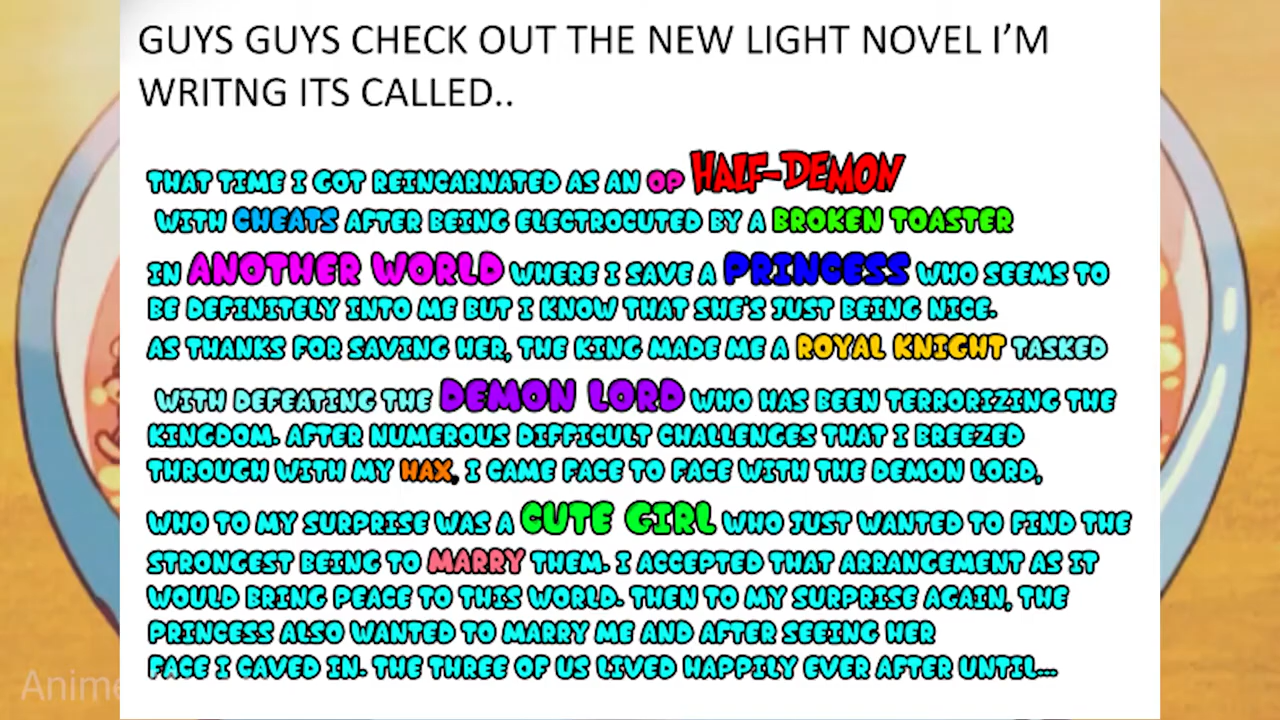 GUYS GUYS CHECK OUT THE NEW LIGHT NOVEL I'M
WRITNG ITS CALLED..
THAT TIME I GOT REINCARNATED AS AN OP HALF-DEMON
WITH CHEATS AFTER BEING ELECTROCUTED BY A BROKEN TOASTER
IN ANOTHER WORLD WHERE I SAVE A PRINCESS WHO SEEMS TO
BE DEFINITELY INTO ME BUT I KNOW THAT SHE'S JUST BEING NICE.
AS THANKS FOR SAVING HER, THE KING MADE ME A ROYAL KNIGHT TASKED
WITH DEFEATING THE DEMON LORD WHO HAS BEEN TERRORIZING THE
KINGDOM. AFTER NUMEROUS DIFFICULT CHALLENGES THAT I BREEZED
THROUGH WITH MY HAX, I CAME FACE TO FACE WITH THE DEMON LORD,
WHO TO MY SURPRISE WAS A CUTE GIRL WHO JUST WANTED TO FIND THE
STRONGEST BEING TO MARRY THEM. I ACCEPTED THAT ARRANGEMENT AS IT
WOULD BRING PEACE TO THIS WORLD. THEN TO MY SURPRISE AGAIN, THE
PRINCESS ALSO WANTED TO MARRY ME AND AFTER SEEING HER
FACE I CAVED IN. THE THREE OF US LIVED HAPPILY EVER AFTER UNTIL...
Anime